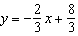 y = −2/3 x + 8/3